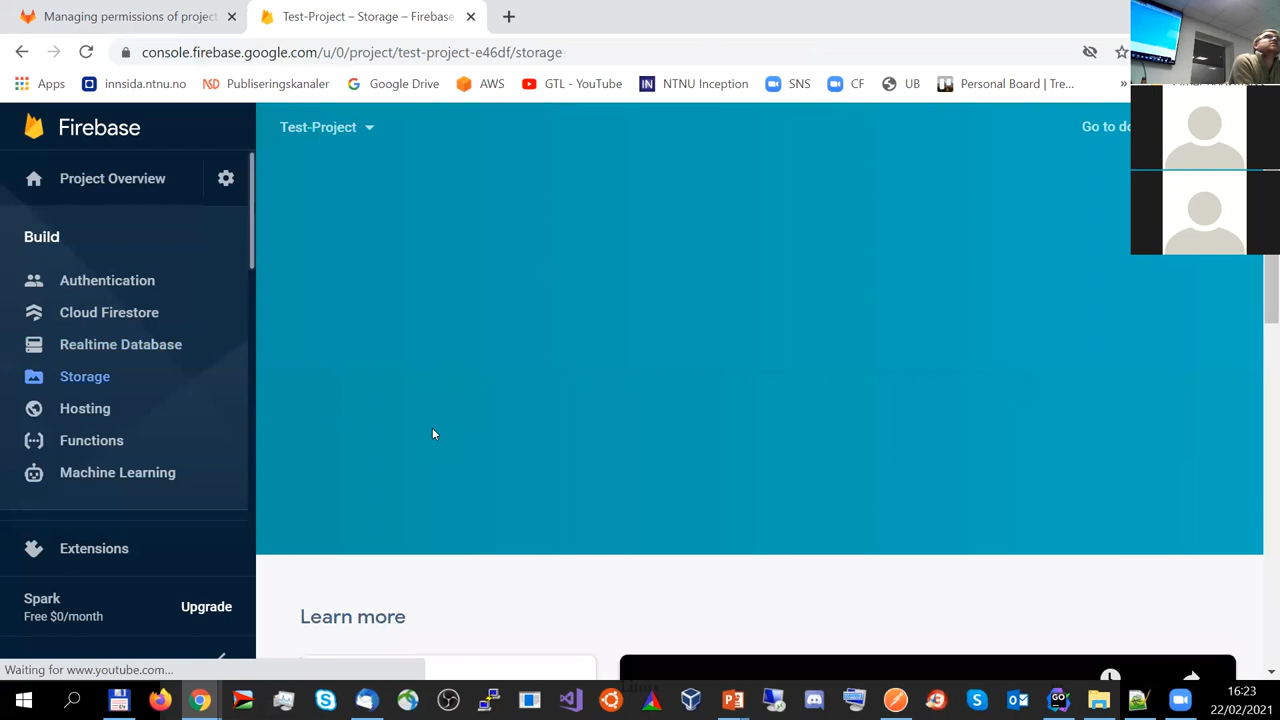 Managing permissions of project
Test-Project – Storage – Firebase
console.firebase.google.com/u/0/project/test-project-e46df/storage
Apps
innsida.ntnu.no
Publiseringskanaler
Google Drive
AWS
GTL - YouTube
NTNU Inception
SNS
CF
UB
Personal Board | Tre...
»
Firebase
Test-Project
Go to do
Project Overview
Build
Authentication
Cloud Firestore
Realtime Database
Storage
Hosting
Functions
Machine Learning
Extensions
Spark
Free $0/month
Upgrade
Learn more
Waiting for www.youtube.com...
16:23
22/02/2021